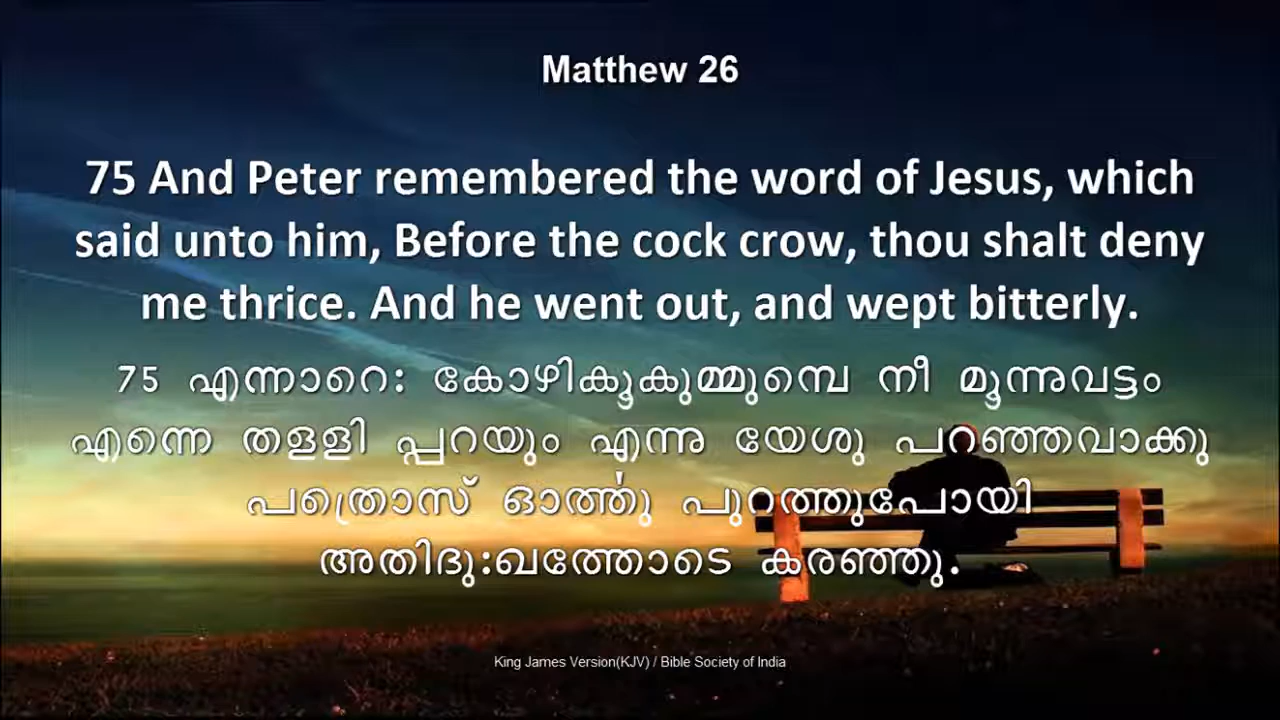 Matthew 26
75 And Peter remembered the word of Jesus, which
said unto him, Before the cock crow, thou shalt deny
me thrice. And he went out, and wept bitterly.
75 എന്നാറെ: കോഴികൂകുമ്മുമ്പെ നീ മൂന്നുവട്ടം
എന്നെ തളളി പ്പറയും എന്നു യേശു പറഞ്ഞവാക്കു
പത്രൊസ് ഓൎത്തു പുറത്തുപോയി
അതിദു:ഖത്തോടെ കരഞ്ഞു.
King James Version(KJV) / Bible Society of India